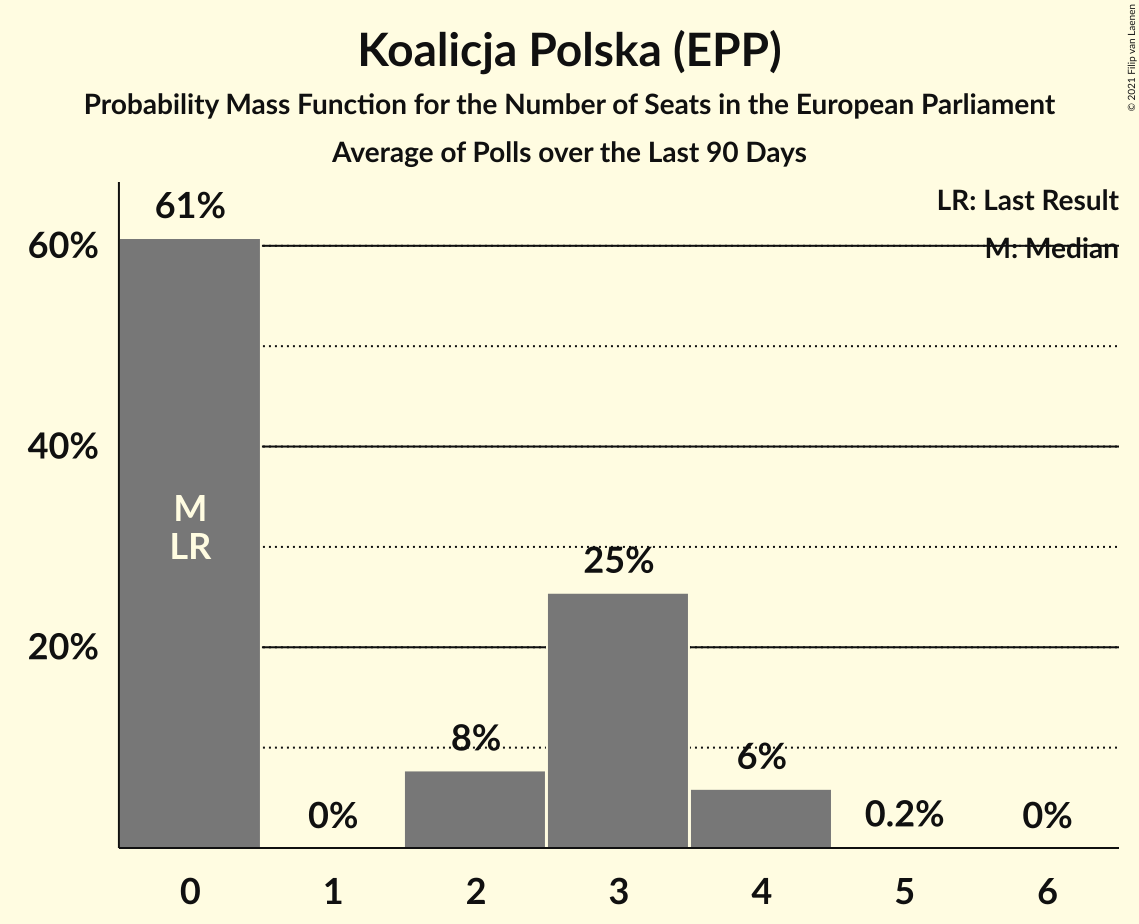 Koalicja Polska (EPP)
Probability Mass Function for the Number of Seats in the European Parliament
Average of Polls over the Last 90 Days
© 2021 Filip van Laenen
LR: Last Result
M: Median
61%
60%
40%
20%
M
LR
0%
8%
25%
6%
0.2%
0%
0 1 2 3 4 5 6